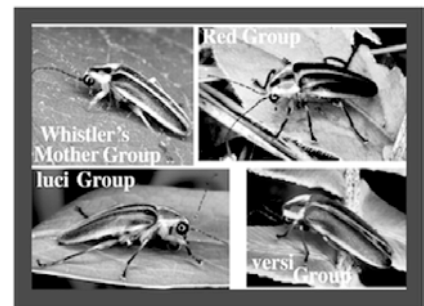 Red Group
Whistler's
Mother Group
luci Group
versi
Group